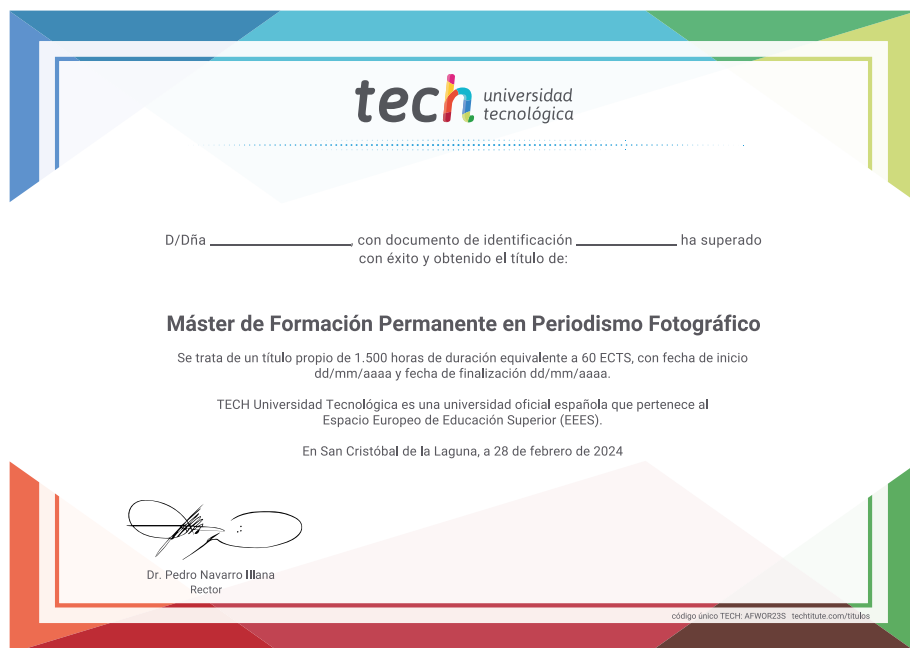 tech universidad
tecnológica
D/Dña ____________, con documento de identificación ____________ ha superado
con éxito y obtenido el título de:
Máster de Formación Permanente en Periodismo Fotográfico
Se trata de un título propio de 1.500 horas de duración equivalente a 60 ECTS, con fecha de inicio
dd/mm/aaaa y fecha de finalización dd/mm/aaaa.
TECH Universidad Tecnológica es una universidad oficial española que pertenece al
Espacio Europeo de Educación Superior (EEES).
En San Cristóbal de la Laguna, a 28 de febrero de 2024
Dr. Pedro Navarro Illana
Rector
código único TECH: AFWOR23S techtitute.com/titulos